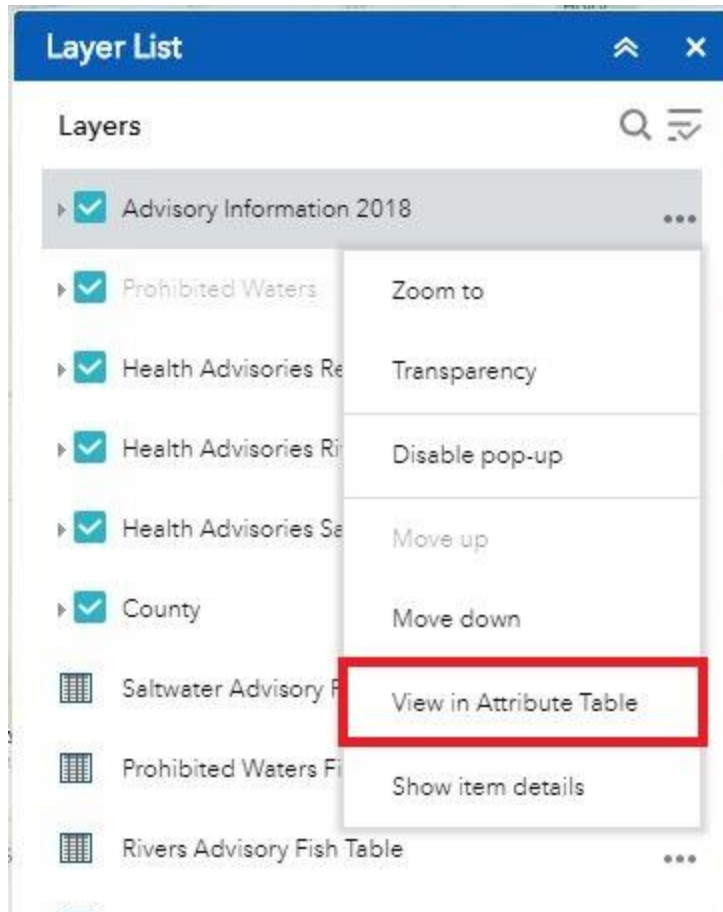 Layer List
Layers
Advisory Information 2018
Prohibited Waters
Zoom to
Health Advisories Re
Transparency
Health Advisories Ri
Disable pop-up
Health Advisories Sa
Move up
County
Move down
Saltwater Advisory
View in Attribute Table
Prohibited Waters Fi
Show item details
Rivers Advisory Fish Table